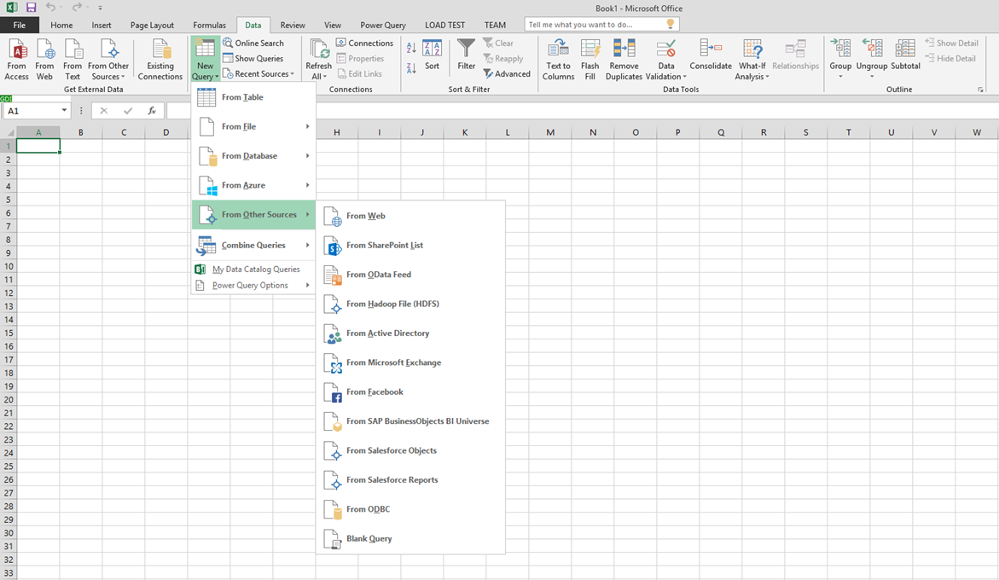 Book1 - Microsoft Office
File Home Insert Page Layout Formulas Data Review View Power Query LOAD TEST TEAM Tell me what you want to do...
From Access
From Web
From Text
From Other Sources
Existing Connections
Get External Data
New Query
Online Search
Show Queries
Recent Sources
Refresh All
Connections
Properties
Edit Links
Connections
Sort
Filter
Clear
Reapply
Advanced
Sort & Filter
Text to Columns
Flash Fill
Remove Duplicates
Data Validation
Consolidate
What-If Analysis
Relationships
Data Tools
Group
Ungroup
Subtotal
Show Detail
Hide Detail
Outline
GDI
A1
fx
A B C D H I J K L M N O P Q R S T U V W
1
2
3
4
5
6
7
8
9
10
11
12
13
14
15
16
17
18
19
20
21
22
23
24
25
26
27
28
29
30
31
32
33
From Table
From File
From Database
From Azure
From Other Sources
Combine Queries
My Data Catalog Queries
Power Query Options
From Web
From SharePoint List
From OData Feed
From Hadoop File (HDFS)
From Active Directory
From Microsoft Exchange
From Facebook
From SAP BusinessObjects BI Universe
From Salesforce Objects
From Salesforce Reports
From ODBC
Blank Query